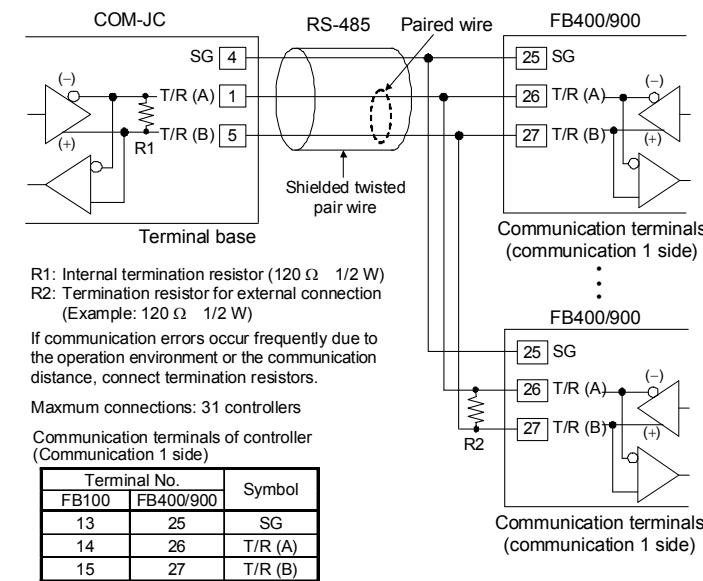 COM-JC
RS-485
Paired wire
FB400/900
SG 4
25 SG
(−)
T/R (A) 1
26 T/R (A)
(−)
(+)
R1
T/R (B) 5
27 T/R (B)
(+)
Shielded twisted
pair wire
Terminal base
Communication terminals
(communication 1 side)
R1: Internal termination resistor (120 Ω 1/2 W)
R2: Termination resistor for external connection
(Example: 120 Ω 1/2 W)
If communication errors occur frequently due to
the operation environment or the communication
distance, connect termination resistors.
Maxmum connections: 31 controllers
FB400/900
25 SG
26 T/R (A)
(−)
27 T/R (B)
(+)
R2
Communication terminals
(communication 1 side)
Communication terminals of controller
(Communication 1 side)
Terminal No. Symbol
FB100 FB400/900
13 25 SG
14 26 T/R (A)
15 27 T/R (B)